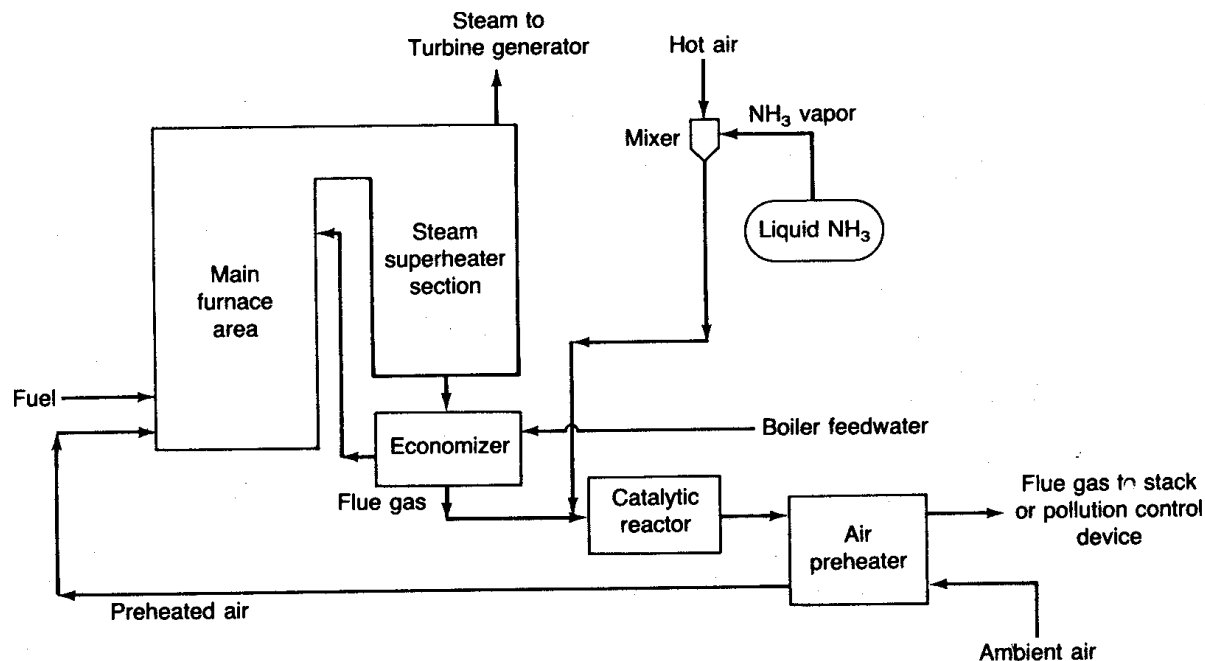 Steam to
Turbine generator
Hot air
NH₃ vapor
Mixer
Liquid NH₃
Steam
superheater
section
Main
furnace
area
Fuel
Boiler feedwater
Economizer
Flue gas
Catalytic
reactor
Flue gas to stack
or pollution control
device
Air
preheater
Preheated air
Ambient air